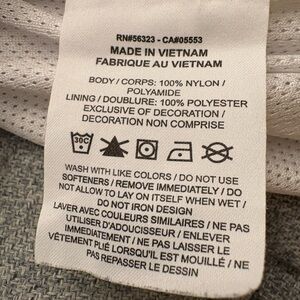 RN#56323 - CA#05553
MADE IN VIETNAM
FABRIQUE AU VIETNAM
BODY / CORPS: 100% NYLON /
POLYAMIDE
LINING / DOUBLURE: 100% POLYESTER
EXCLUSIVE OF DECORATION /
DECORATION NON COMPRISE
30C
WASH WITH LIKE COLORS / DO NOT USE
SOFTENERS / REMOVE IMMEDIATELY / DO
NOT ALLOW TO LAY ON ITSELF WHEN WET /
DO NOT IRON DESIGN
LAVER AVEC COULEURS SIMILAIRES / NE PAS
UTILISER D'ADOUCISSEUR / ENLEVER
IMMÉDIATEMENT / NE PAS LAISSER LE
VÊTEMENT PLIÉ LORSQU'IL EST MOUILLÉ / NE
PAS REPASSER LE DESSIN